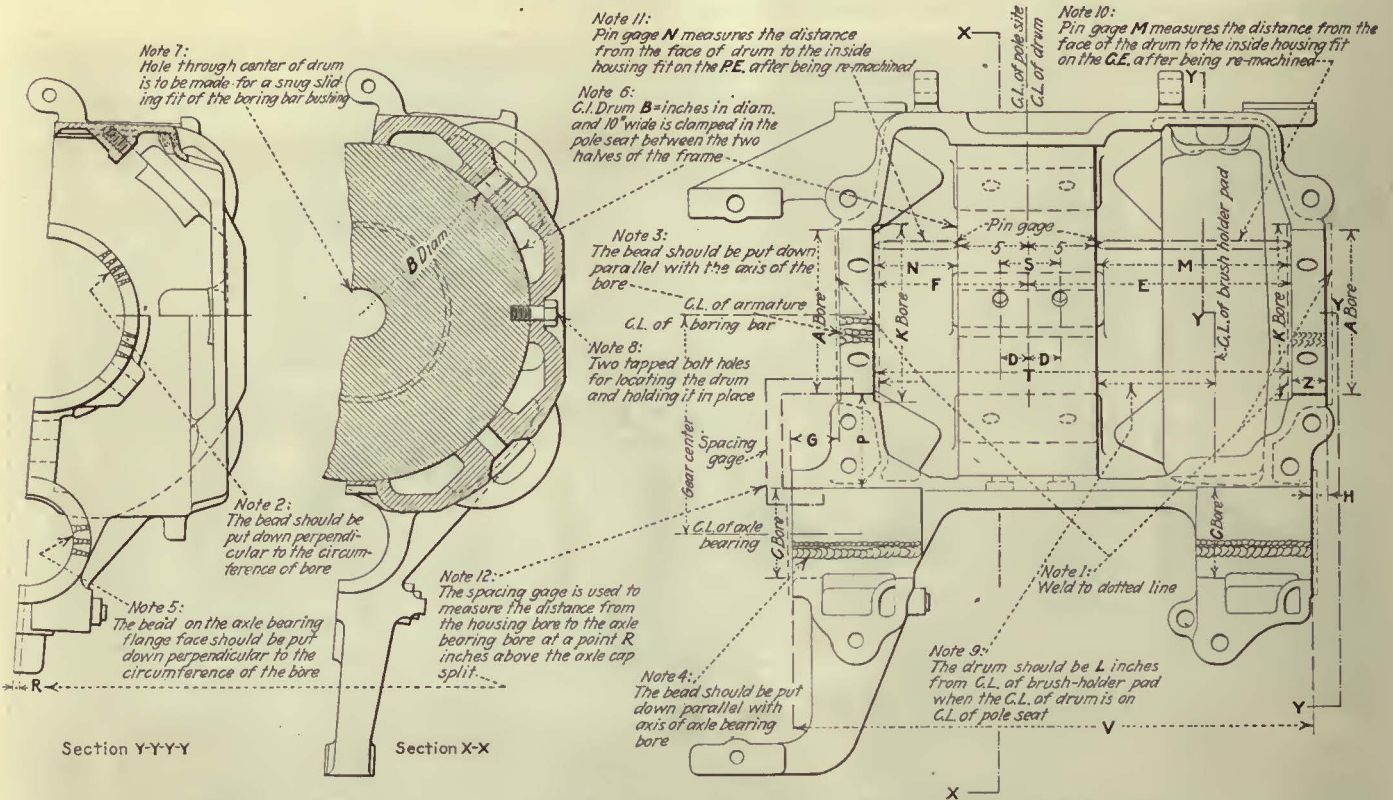 Note 11:
Pin gage N measures the distance
from the face of drum to the inside
housing fit on the P.E. after being re-machined
Note 10:
Pin gage M measures the distance from the
face of the drum to the inside housing fit
on the C.E. after being re-machined
Note 7:
Hole through center of drum
is to be made for a snug slid-
ing fit of the boring bar bushing
Note 6:
C.I. Drum B=inches in diam.
and 10" wide is clamped in the
pole seat between the two
halves of the frame
X
C.L. of pole site
C.L. of drum
Y
B Diam
Note 3:
The bead should be put down
parallel with the axis of the
bore
C.L. of armature
C.L. of boring bar
Note 8:
Two tapped bolt holes
for locating the drum
and holding it in place
Pin gage
5
5
N
S
M
F
E
A Bore
K Bore
C.L. of brush holder pad
Y
K Bore
Y
A Bore
D
D
T
Z
Spacing
gage
Gear center
G
P
H
C.L. of axle
bearing
C Bore
C Bore
Note 2:
The bead should be
put down perpendi-
cular to the circum-
ference of bore
Note 5:
The bead on the axle bearing
flange face should be put
down perpendicular to the
circumference of the bore
Note 12:
The spacing gage is used to
measure the distance from
the housing bore to the axle
bearing bore at a point R
inches above the axle cap
split
Note 1:
Weld to dotted line
Note 4:
The bead should be put
down parallel with
axis of axle bearing
bore
Note 9:
The drum should be L inches
from C.L. of brush-holder pad
when the C.L. of drum is on
C.L. of pole seat
R
Y
V
Section Y-Y-Y-Y
Section X-X
X